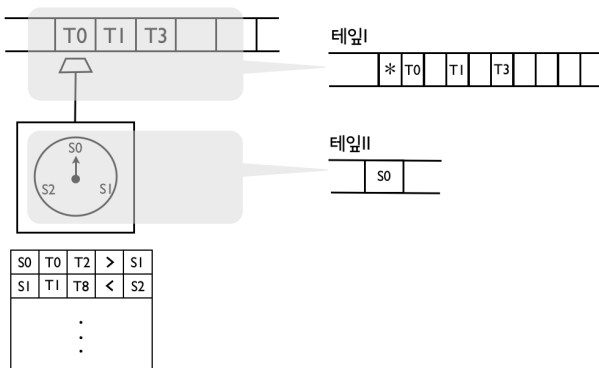 T0 T1 T3
테잎I
* T0 T1 T3
S0
S2 S1
테잎II
S0
S0 T0 T2 > S1
S1 T1 T8 < S2